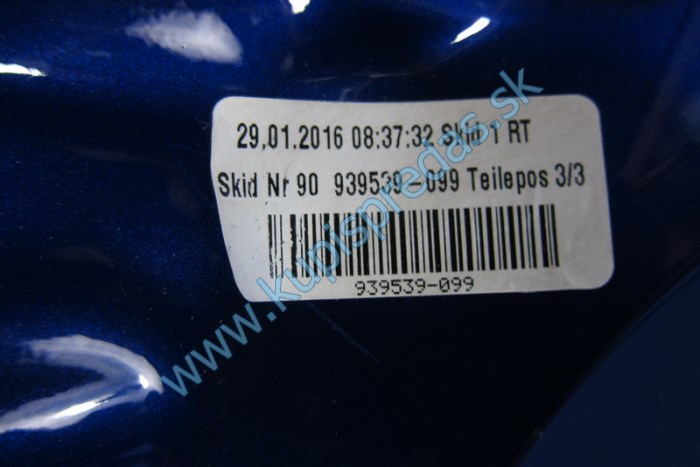 29.01.2016 08:37:32 Skid 1 RT
Skid Nr 90 939539-099 Teilepos 3/3
939539-099
www.kupispredas.sk